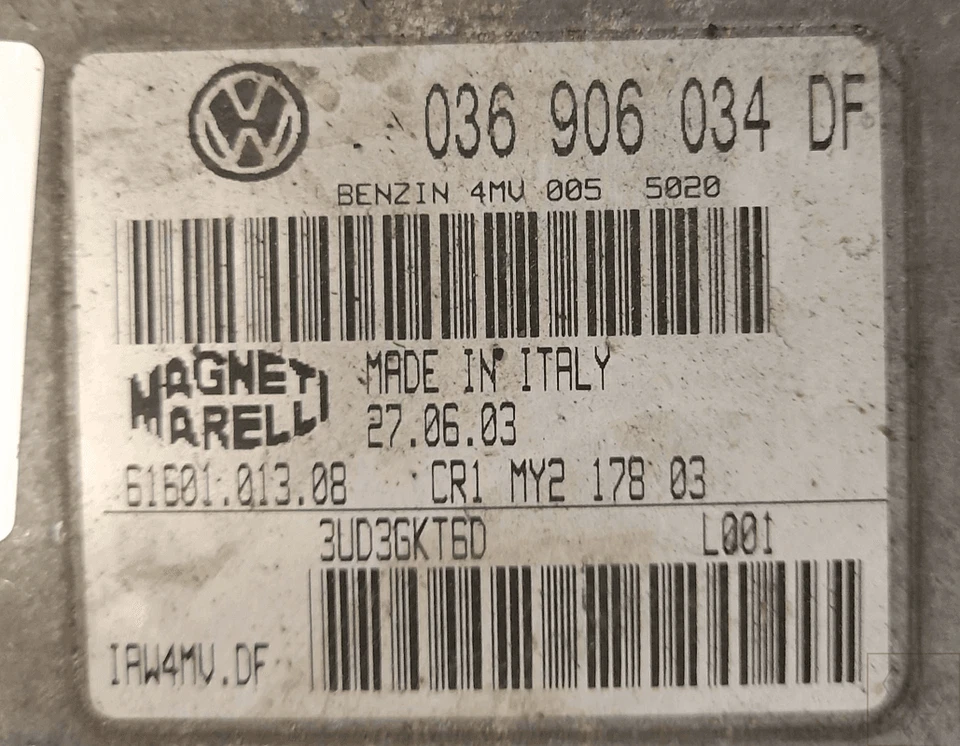 036 906 034 DF
BENZIN 4MV 005 5020
MAGNETI
MARELLI
MADE IN ITALY
27.06.03
61601.013.08 CR1 MY2 178 03
3UD3GKT6D L001
IAW4MV.DF